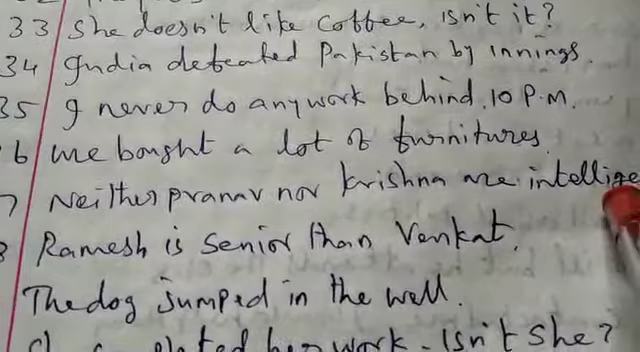 33 She doesn't like Coffee, isn't it?
34 India defeated Pakistan by innings.
35 I never do any work behind 10 P.M.
6 we bought a lot of furnitures.
7 Neither pranav nor Krishna are intellige
8 Ramesh is Senior than Venkat.
The dog jumped in the well.
her work - isn't she?